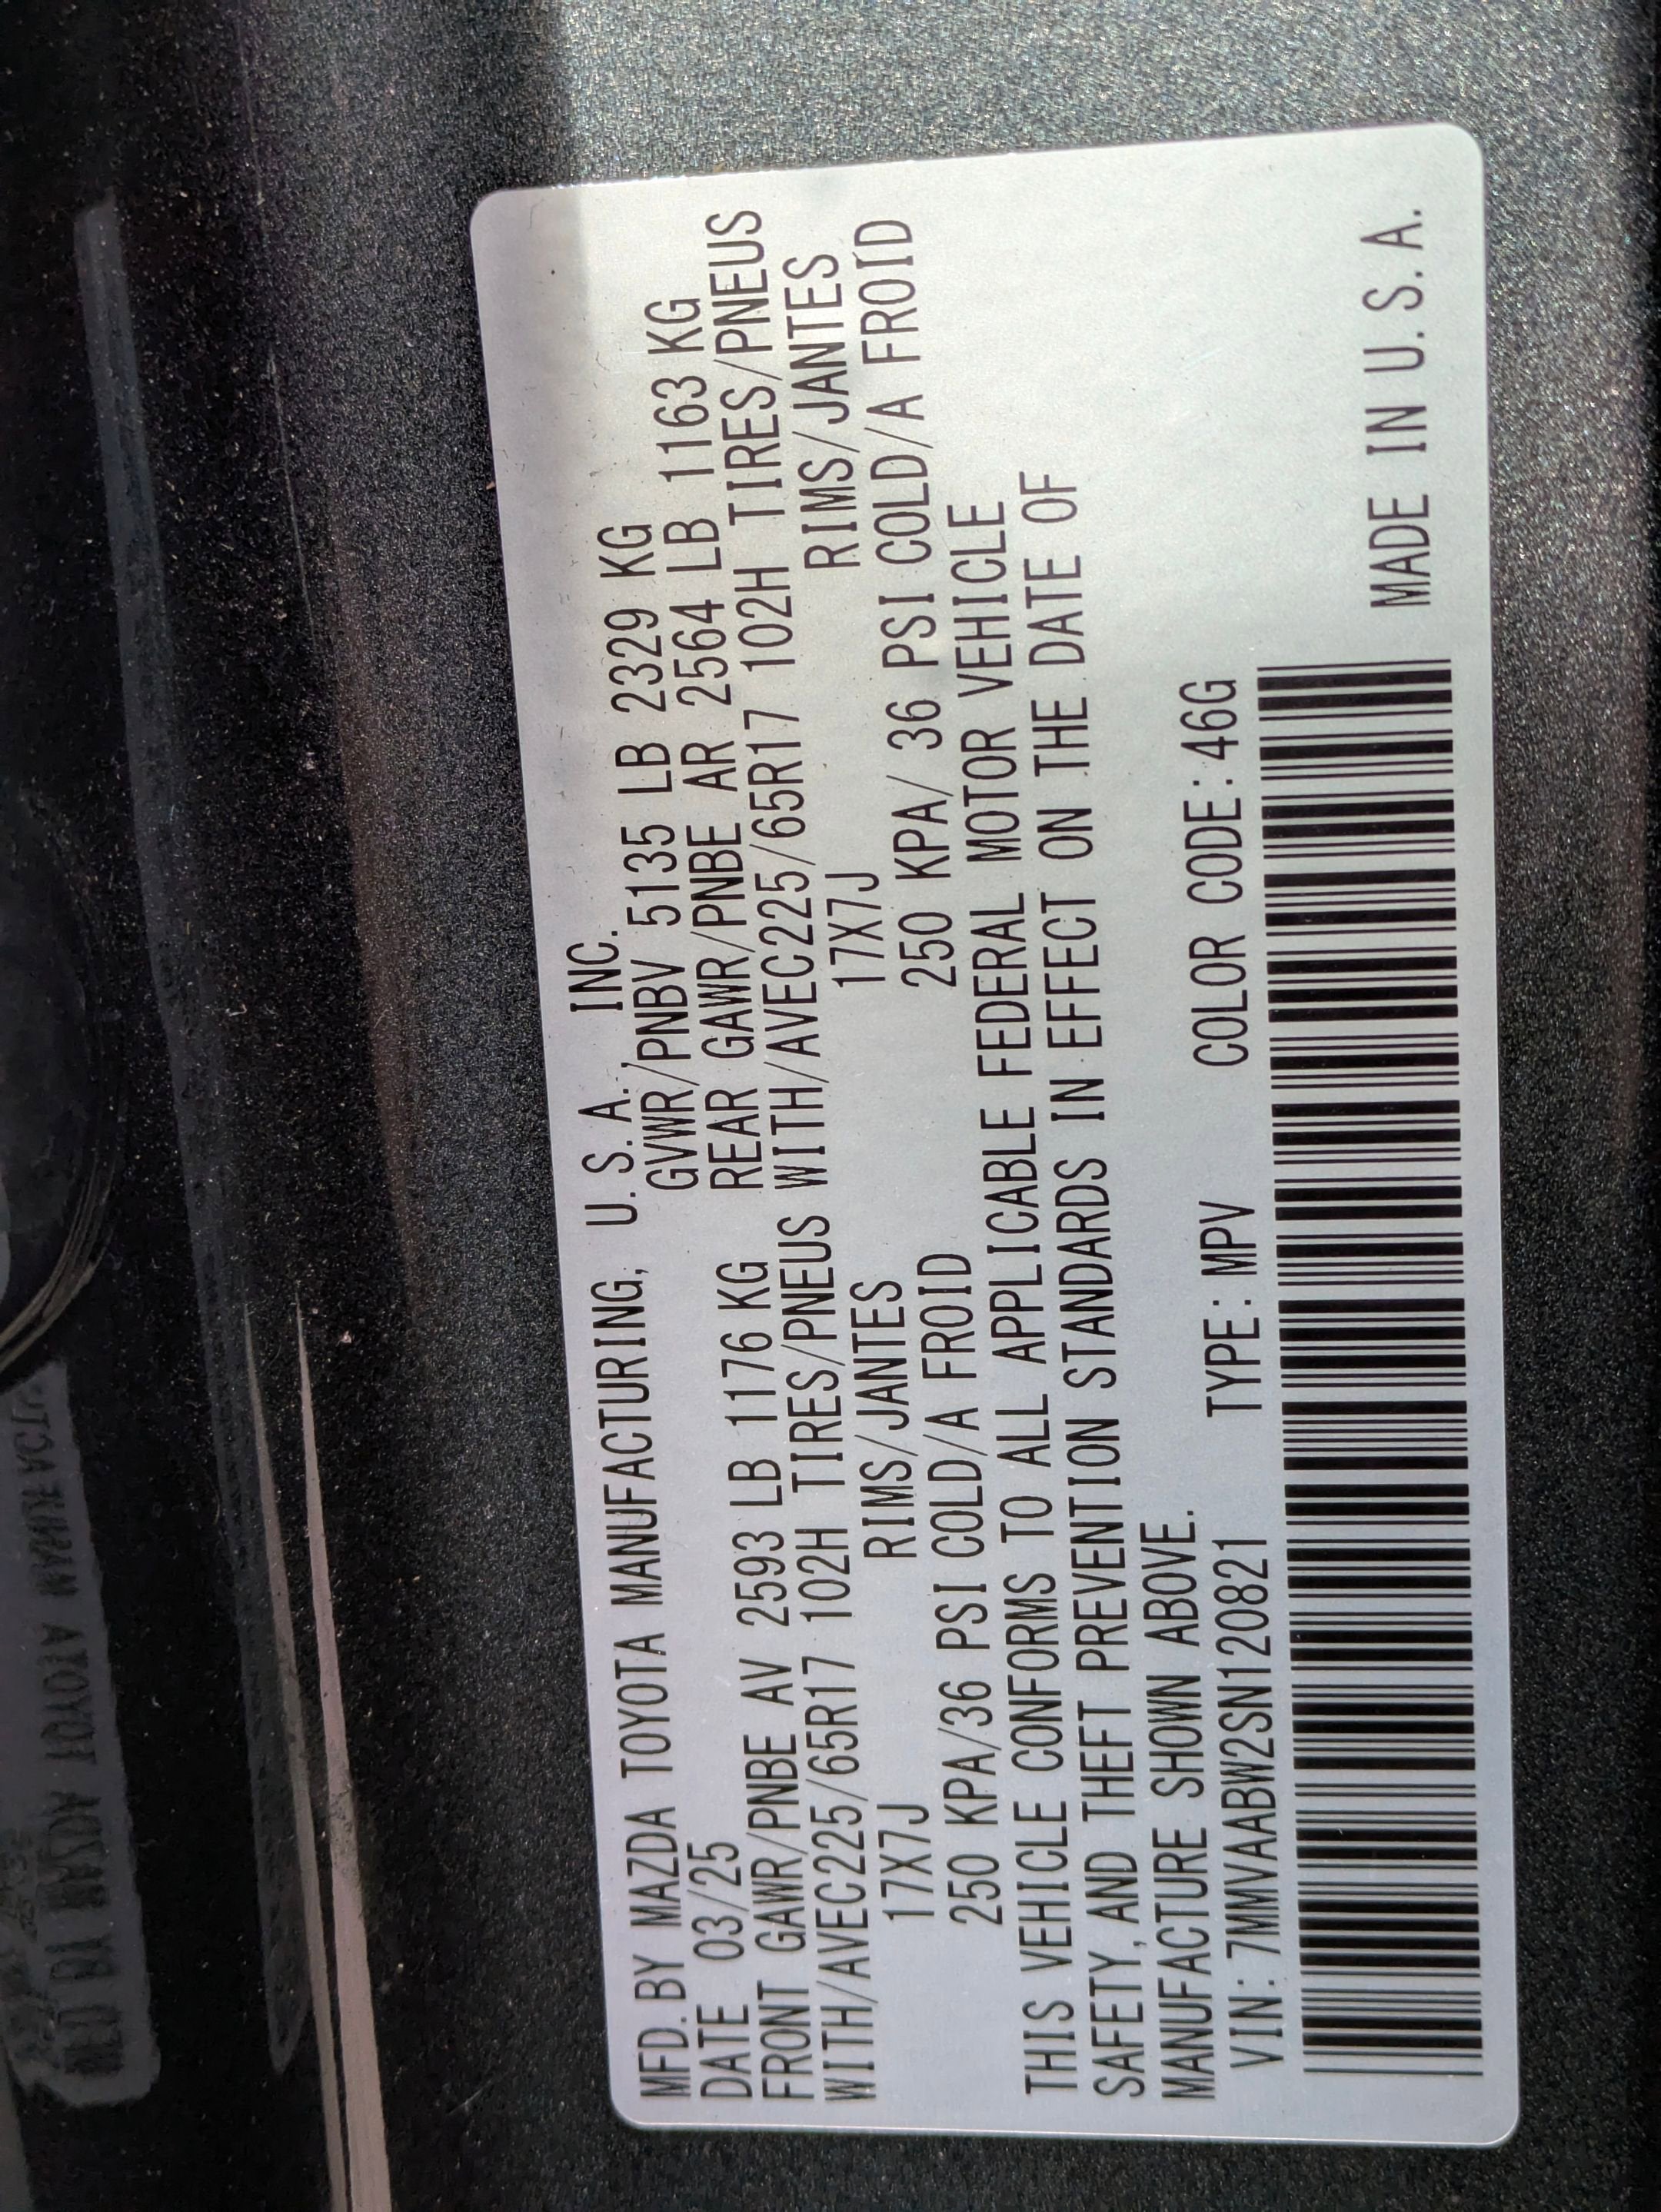 MFD. BY MAZDA TOYOTA MANUFACTURING, U. S. A., INC.
DATE 03/25 GVWR/PNBV 5135 LB 2329 KG
FRONT GAWR/PNBE AV 2593 LB 1176 KG REAR GAWR/PNBE AR 2564 LB 1163 KG
WITH/AVEC225/65R17 102H TIRES/PNEUS WITH/AVEC225/65R17 102H TIRES/PNEUS
17X7J RIMS/JANTES 17X7J RIMS/JANTES
250 KPA/36 PSI COLD/A FROID 250 KPA/ 36 PSI COLD/A FROID
THIS VEHICLE CONFORMS TO ALL APPLICABLE FEDERAL MOTOR VEHICLE
SAFETY, AND THEFT PREVENTION STANDARDS IN EFFECT ON THE DATE OF
MANUFACTURE SHOWN ABOVE.
VIN: 7MMVAABW2SN120821 TYPE: MPV COLOR CODE: 46G
MADE IN U. S. A.